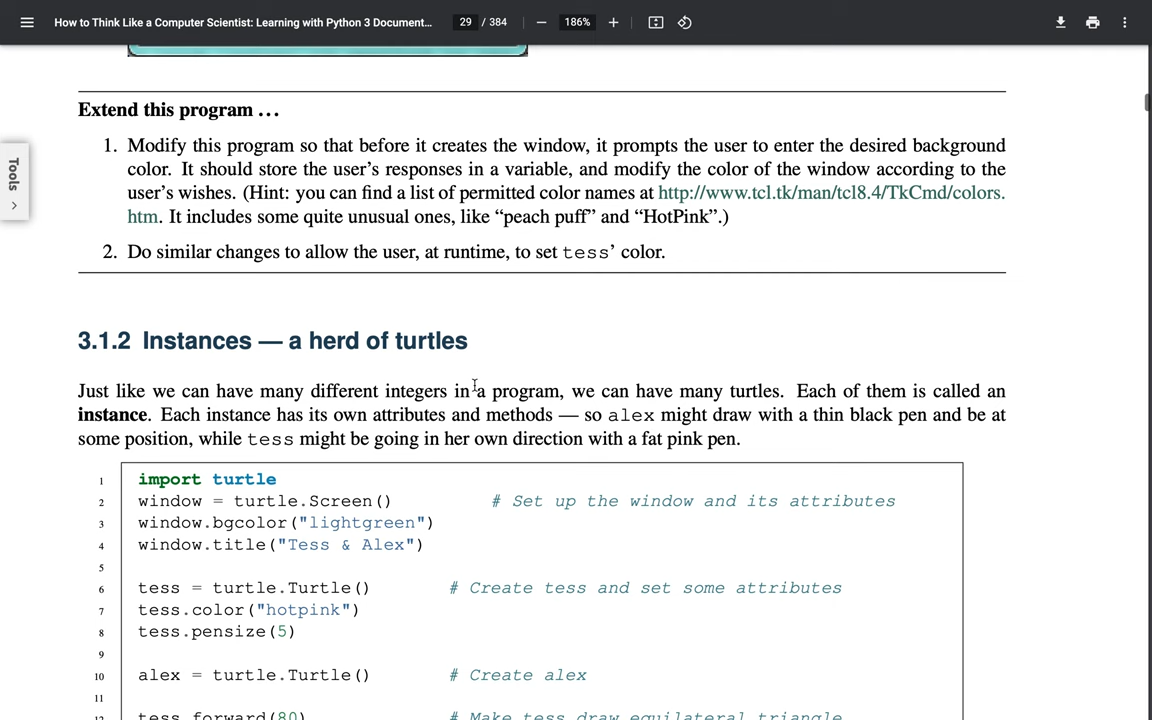 How to Think Like a Computer Scientist: Learning with Python 3 Document...
29 / 384
186%
Tools
Extend this program ...
1. Modify this program so that before it creates the window, it prompts the user to enter the desired background
color. It should store the user's responses in a variable, and modify the color of the window according to the
user's wishes. (Hint: you can find a list of permitted color names at http://www.tcl.tk/man/tcl8.4/TkCmd/colors.
htm. It includes some quite unusual ones, like “peach puff” and “HotPink”.)
2. Do similar changes to allow the user, at runtime, to set tess' color.
3.1.2 Instances — a herd of turtles
Just like we can have many different integers in a program, we can have many turtles. Each of them is called an
instance. Each instance has its own attributes and methods — so alex might draw with a thin black pen and be at
some position, while tess might be going in her own direction with a fat pink pen.
1 import turtle
2 window = turtle.Screen() # Set up the window and its attributes
3 window.bgcolor("lightgreen")
4 window.title("Tess & Alex")
5
6 tess = turtle.Turtle() # Create tess and set some attributes
7 tess.color("hotpink")
8 tess.pensize(5)
9
10 alex = turtle.Turtle() # Create alex
11
12 tess.forward(80) # Make tess draw equilateral triangle